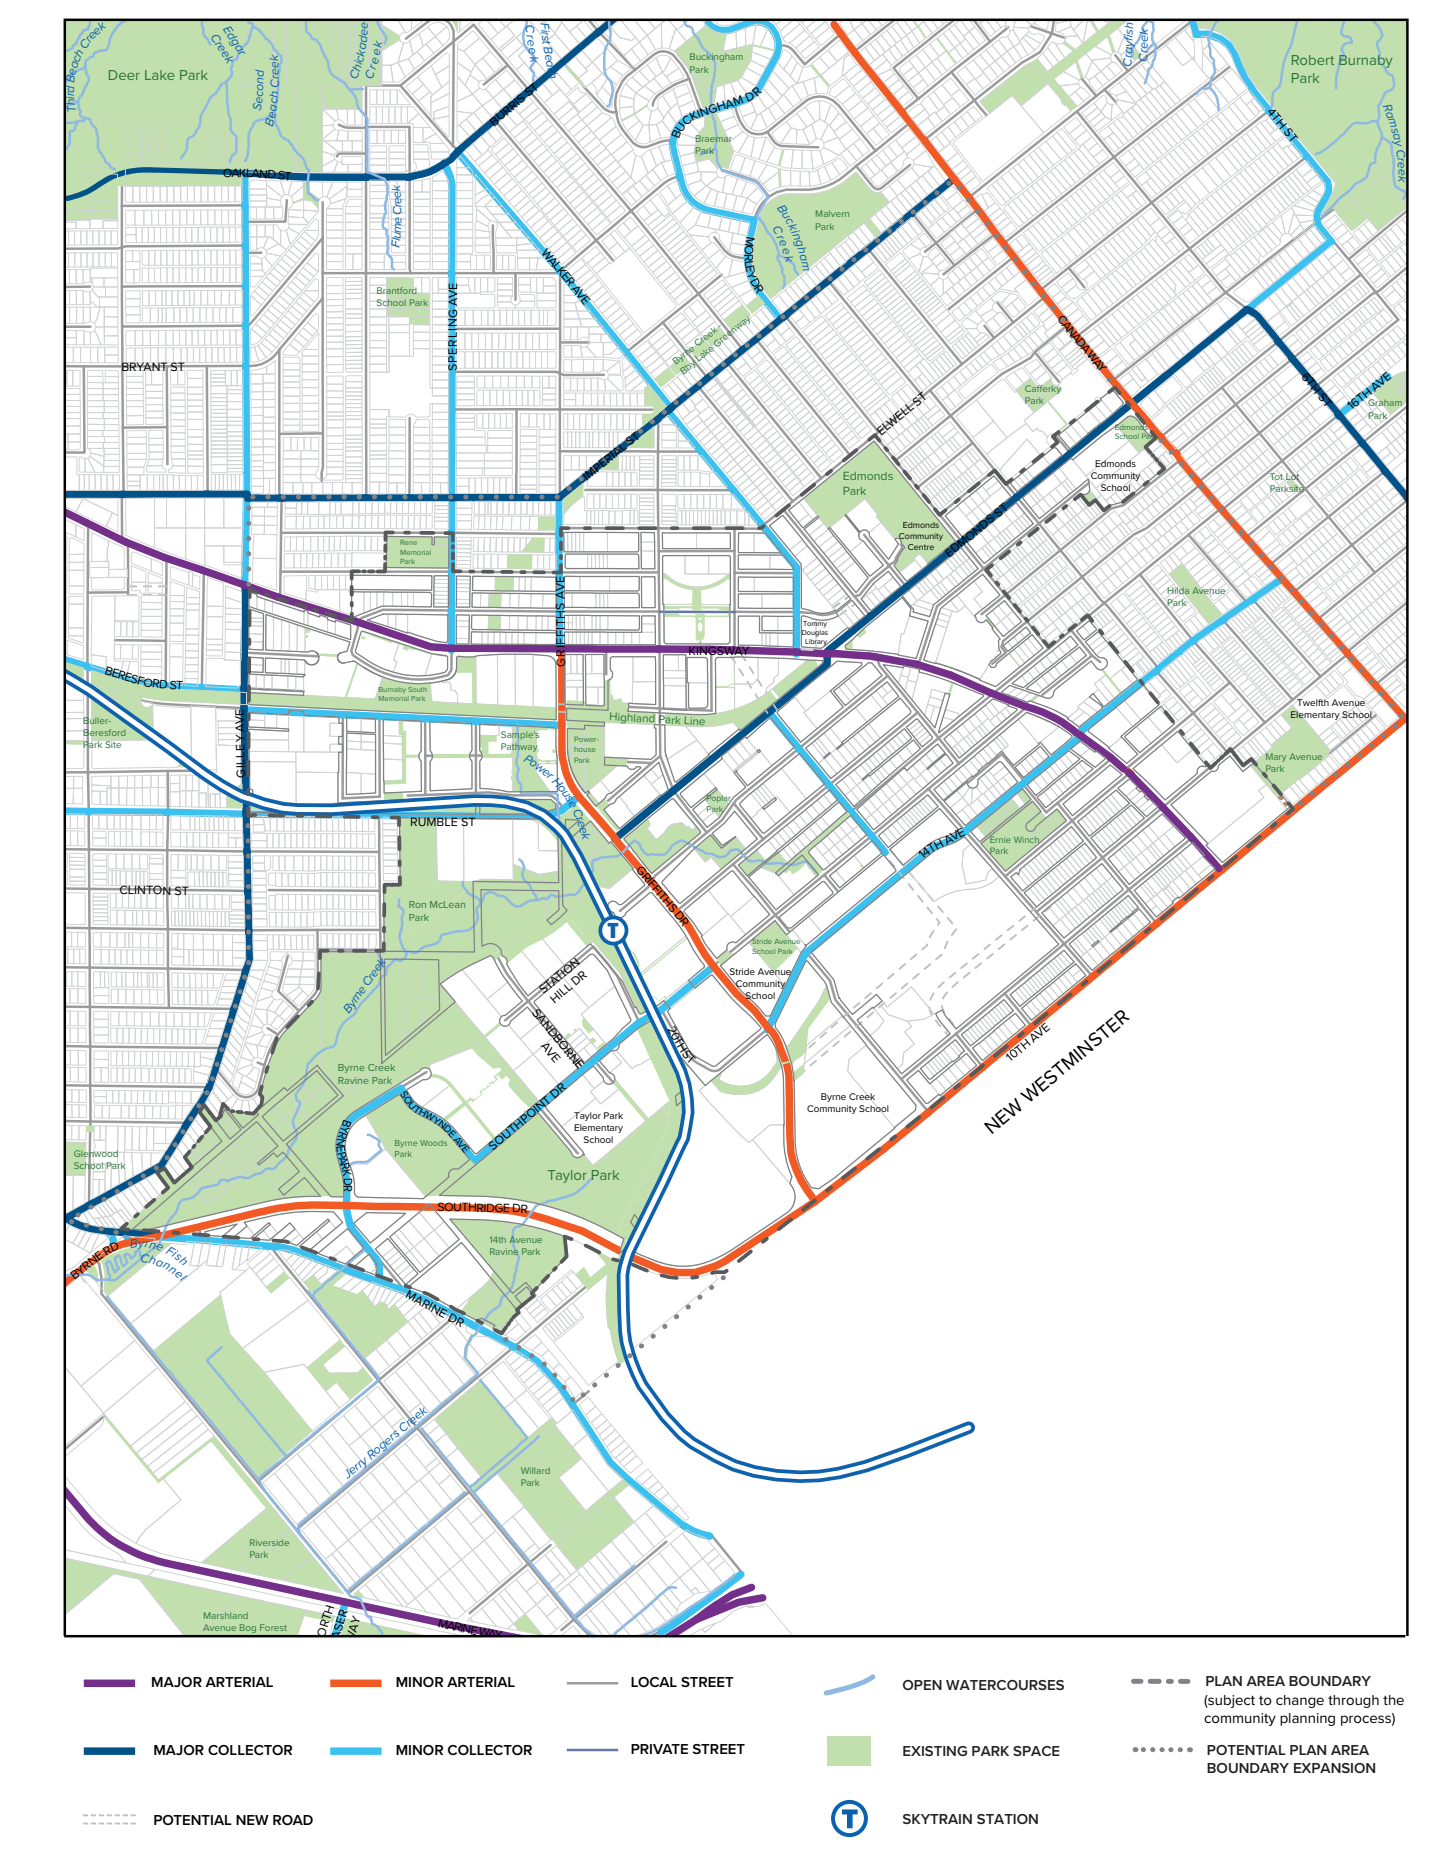 Third Beach Creek
Edgar
Creek
Second
Beach Creek
Chickadee
Creek
First Beach
Creek
Crayfish
Creek
Deer Lake Park
Buckingham
Park
Robert Burnaby
Park
Ramsay Creek
BURRIS ST
BUCKINGHAM DR
4TH ST
Braemar
Park
OAKLAND ST
Flume Creek
Malvern
Park
Buckingham
Creek
MORLEY DR
WALKER AVE
Brantford
School Park
SPERLING AVE
Byrne Creek -
Bby Lake Greenway
CANADA WAY
BRYANT ST
Cafferky
Park
6TH ST
16TH AVE
Graham
Park
ELWELL ST
Edmonds
School Park
IMPERIAL ST
Edmonds
Park
Edmonds
Community
School
Tot Lot
Parksite
Edmonds
Community
Centre
EDMONDS ST
Rene
Memorial
Park
Hilda Avenue
Park
GRIFFITHS AVE
Tommy
Douglas
Library
KINGSWAY
BERESFORD ST
Burnaby South
Memorial Park
Twelfth Avenue
Elementary School
Buller-
Beresford
Park Site
GILLEY AVE
Highland Park Line
Sample's
Pathway
Power-
house
Park
Mary Avenue
Park
Power House Creek
Poplar
Park
RUMBLE ST
14TH AVE
Ernie Winch
Park
CLINTON ST
GRIFFITHS DR
Ron McLean
Park
T
Stride Avenue
School Park
Byrne Creek
STATION
HILL DR
Stride Avenue
Community
School
SANDBORNE
AVE
20TH ST
10TH AVE
NEW WESTMINSTER
Byrne Creek
Ravine Park
SOUTHWYNDE AVE
SOUTHPOINT DR
Byrne Creek
Community School
Taylor Park
Elementary
School
BYRNEPARK DR
Byrne Woods
Park
Glenwood
School Park
Taylor Park
SOUTHRIDGE DR
14th Avenue
Ravine Park
BYRNE RD
Byrne Fish
Channel
MARINE DR
Jerry Rogers Creek
Willard
Park
Riverside
Park
Marshland
Avenue Bog Forest
MARINE WAY
MAJOR ARTERIAL
MINOR ARTERIAL
LOCAL STREET
OPEN WATERCOURSES
PLAN AREA BOUNDARY
(subject to change through the
community planning process)
MAJOR COLLECTOR
MINOR COLLECTOR
PRIVATE STREET
EXISTING PARK SPACE
POTENTIAL PLAN AREA
BOUNDARY EXPANSION
POTENTIAL NEW ROAD
T
SKYTRAIN STATION